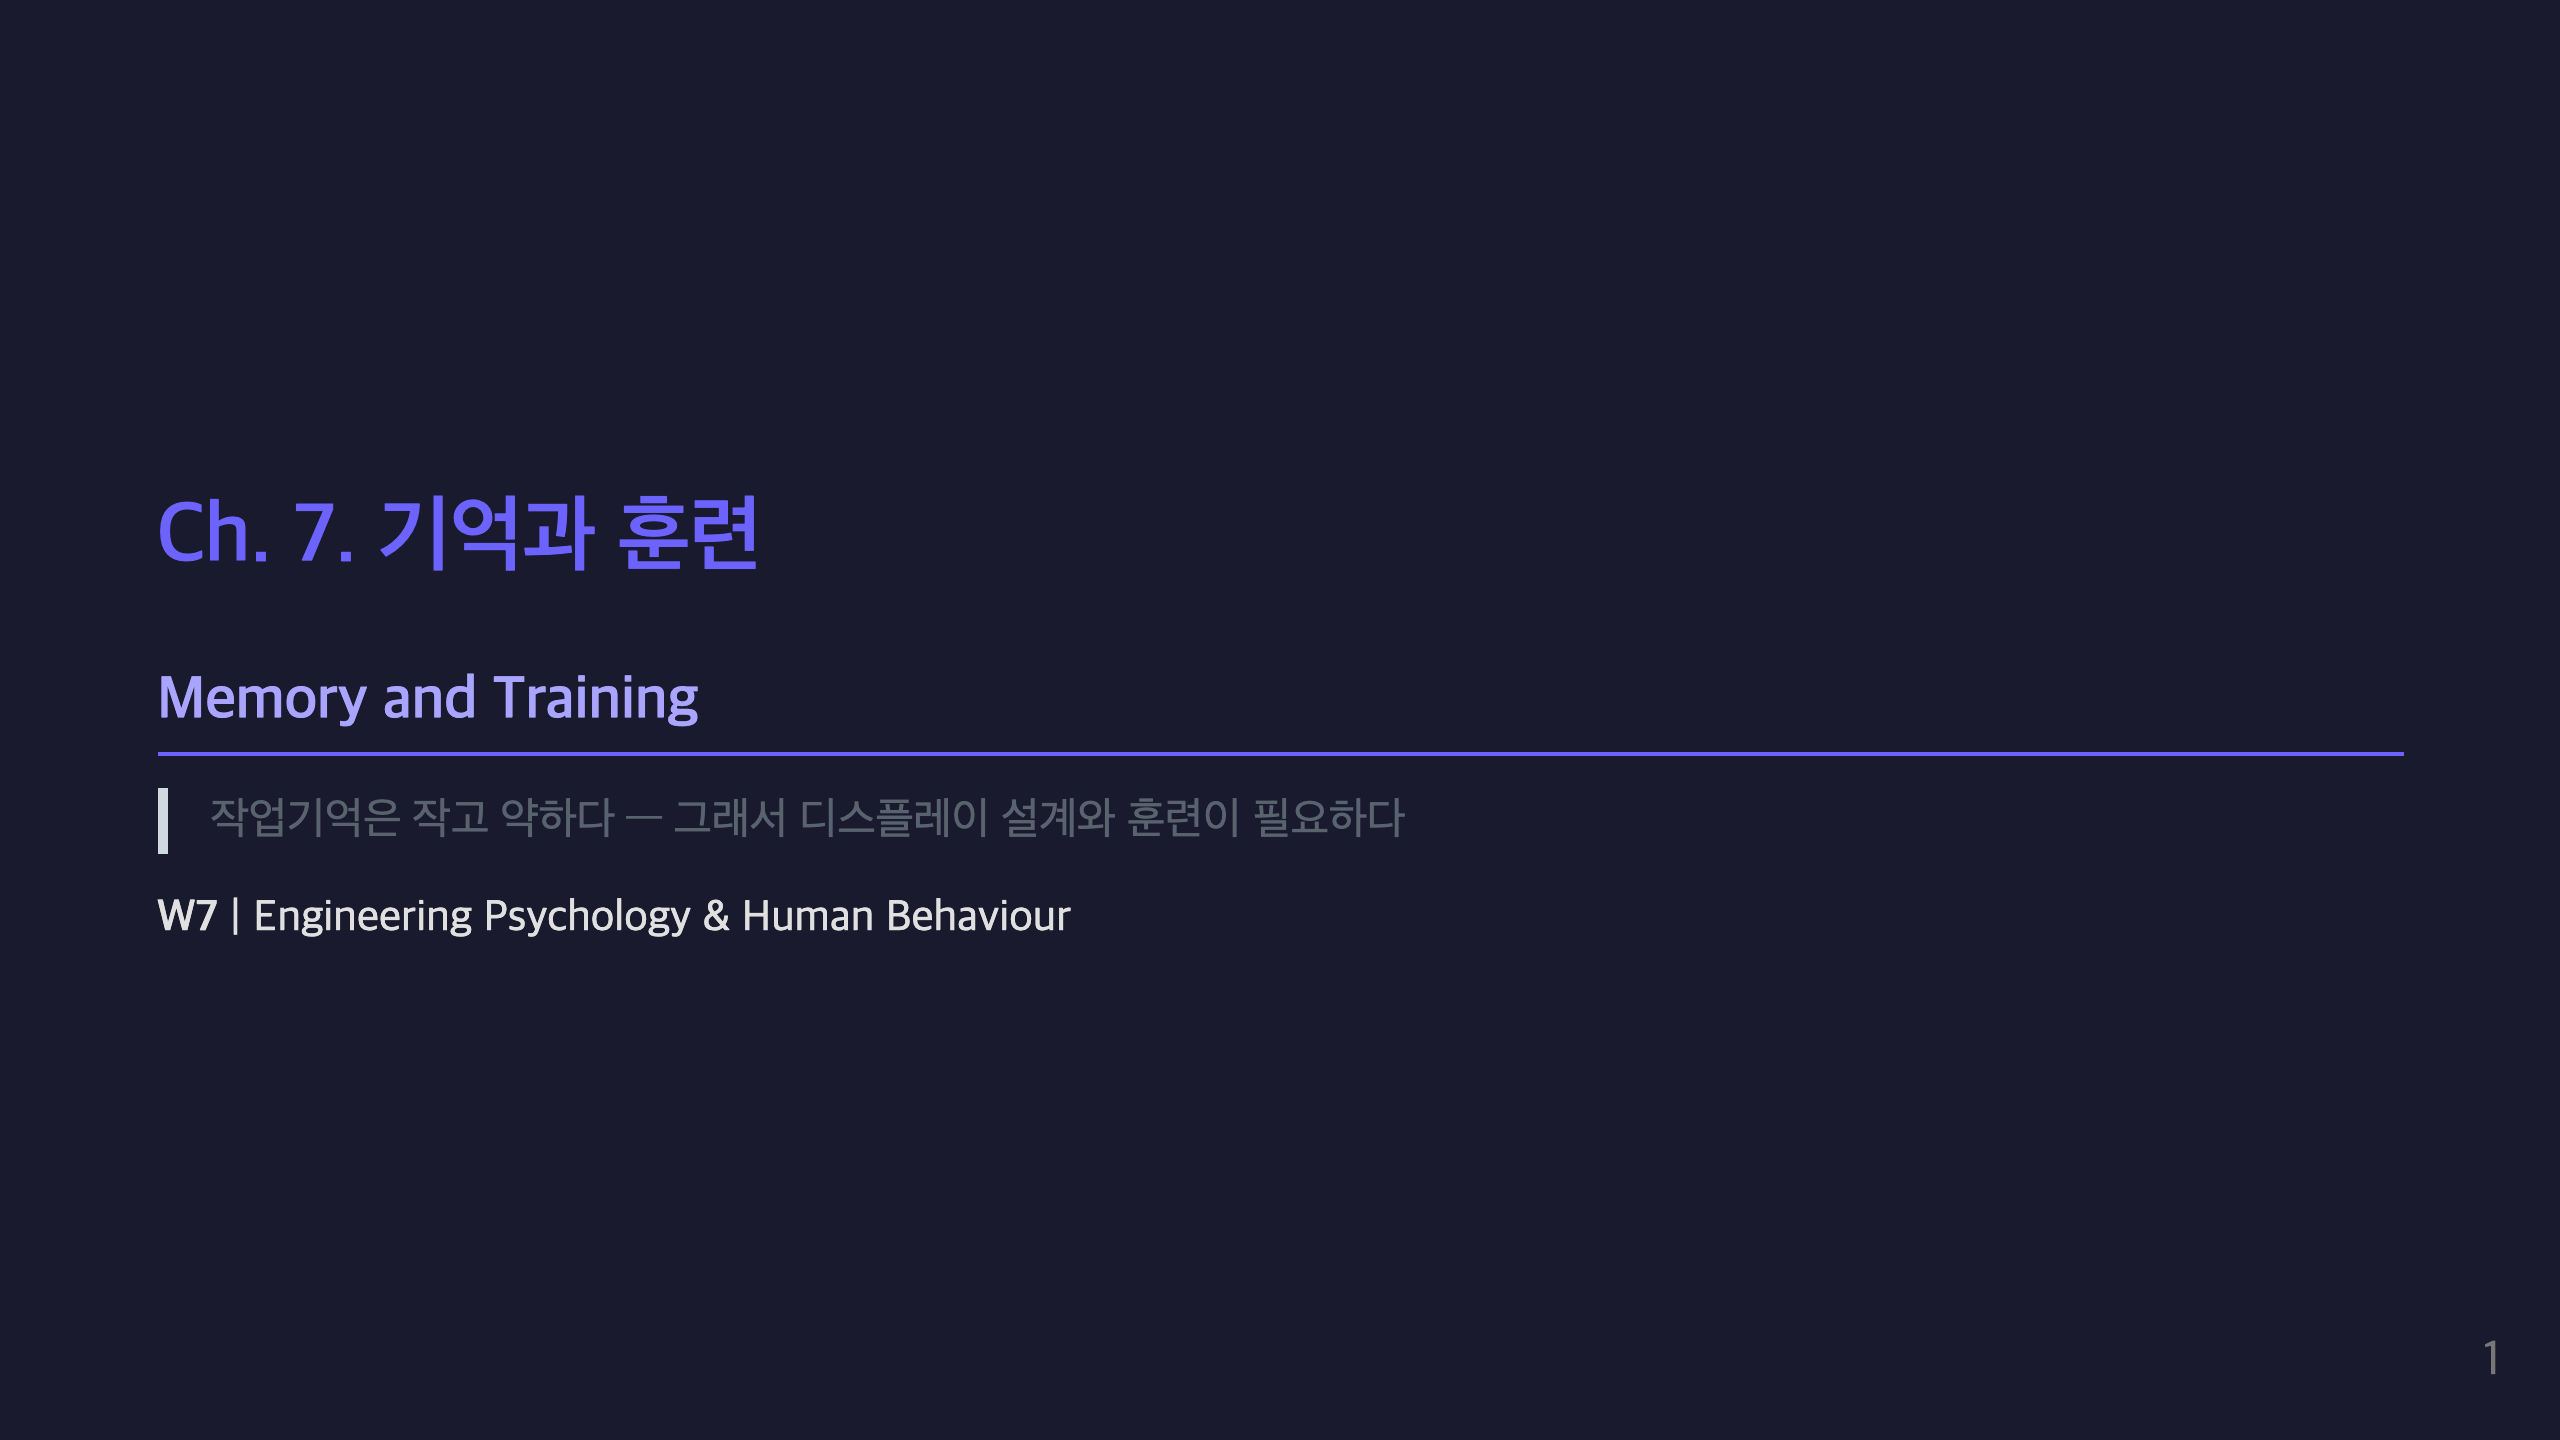 Ch. 7. 기억과 훈련
Memory and Training
작업기억은 작고 약하다 — 그래서 디스플레이 설계와 훈련이 필요하다
W7 | Engineering Psychology & Human Behaviour
1